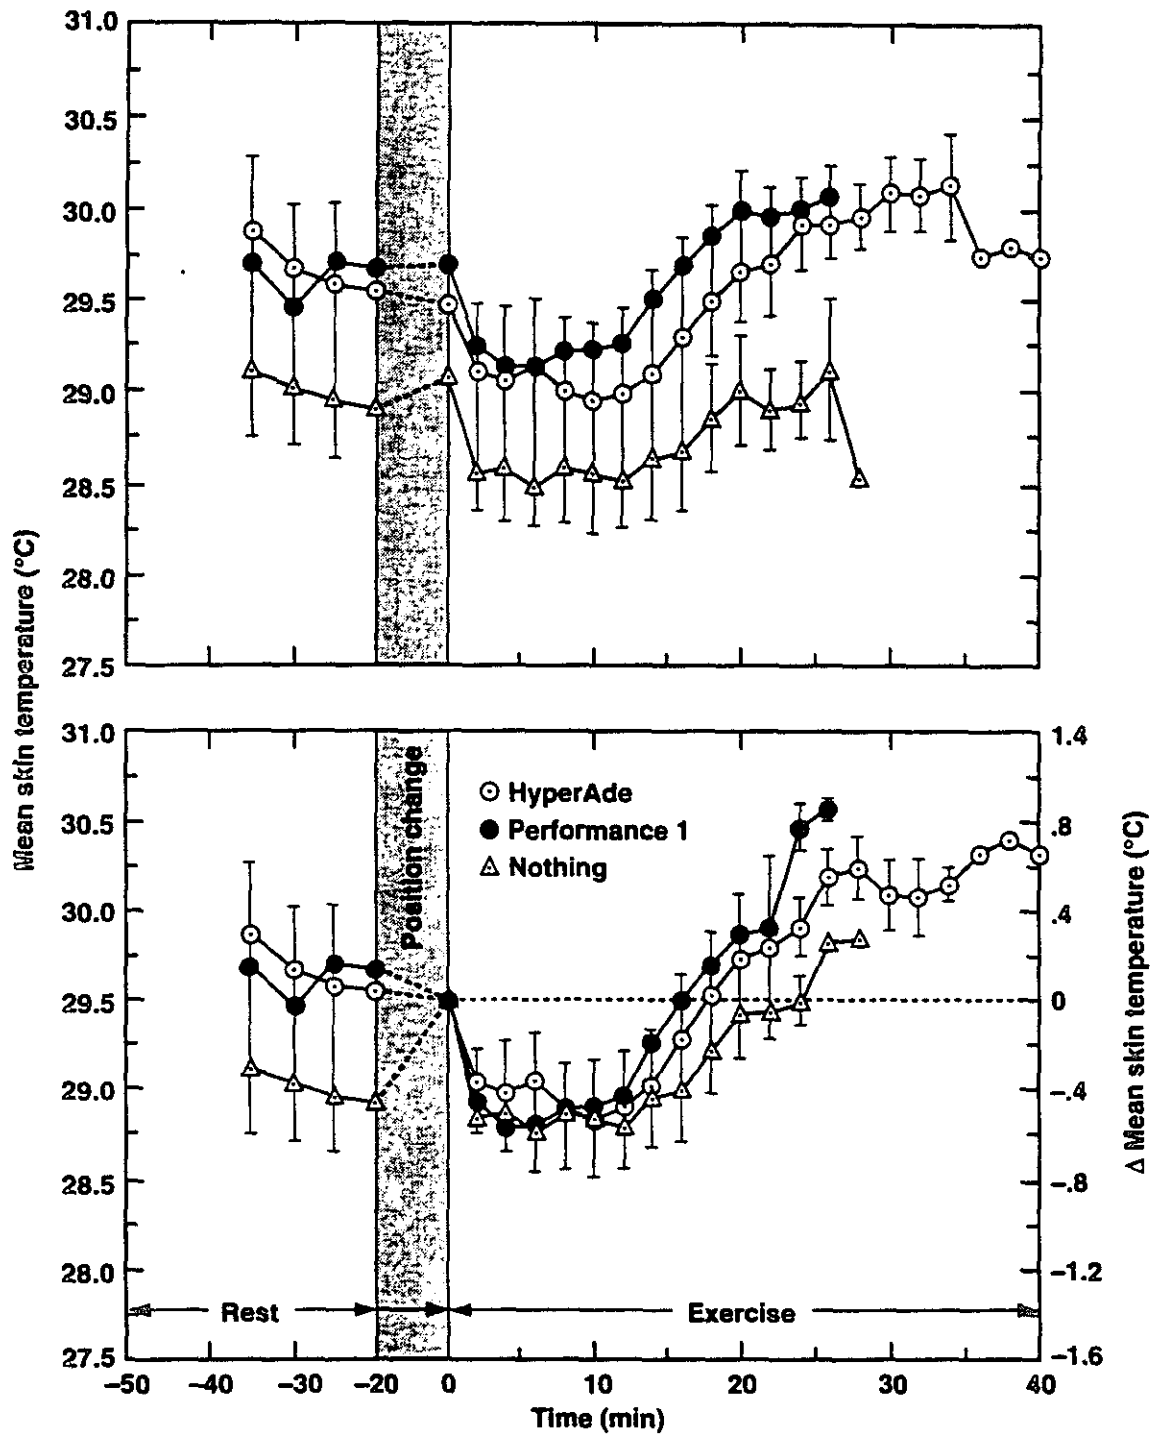 31.0
30.5
30.0
29.5
29.0
28.5
28.0
27.5
Mean skin temperature (°C)
31.0
30.5
30.0
29.5
29.0
28.5
28.0
27.5
Position change
HyperAde
Performance 1
Nothing
1.4
.8
.4
0
–.4
–.8
–1.2
–1.6
Δ Mean skin temperature (°C)
Rest
Exercise
–50 –40 –30 –20 0 10 20 30 40
Time (min)